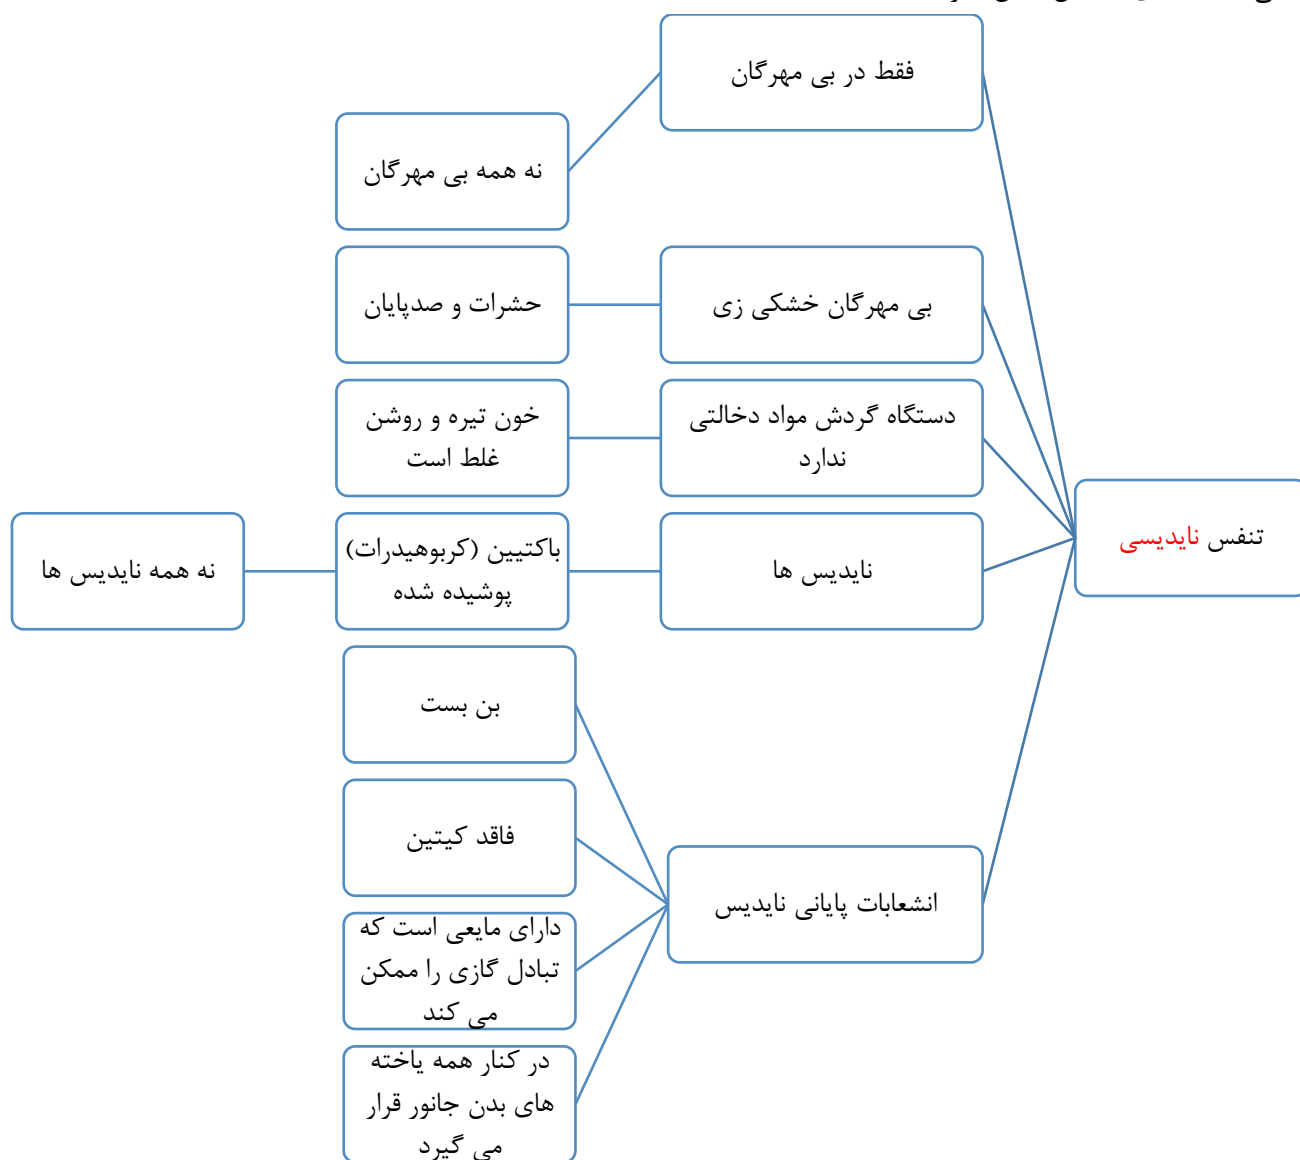 تنفس نایدیسی
فقط در بی مهرگان
نه همه بی مهرگان
بی مهرگان خشکی زی
حشرات و صدپایان
دستگاه گردش مواد دخالتی
ندارد
خون تیره و روشن
غلط است
نایدیس ها
باکتیین (کربوهیدرات)
پوشیده شده
نه همه نایدیس ها
انشعابات پایانی نایدیس
بن بست
فاقد کیتین
دارای مایعی است که
تبادل گازی را ممکن
می کند
در کنار همه یاخته
های بدن جانور قرار
می گیرد